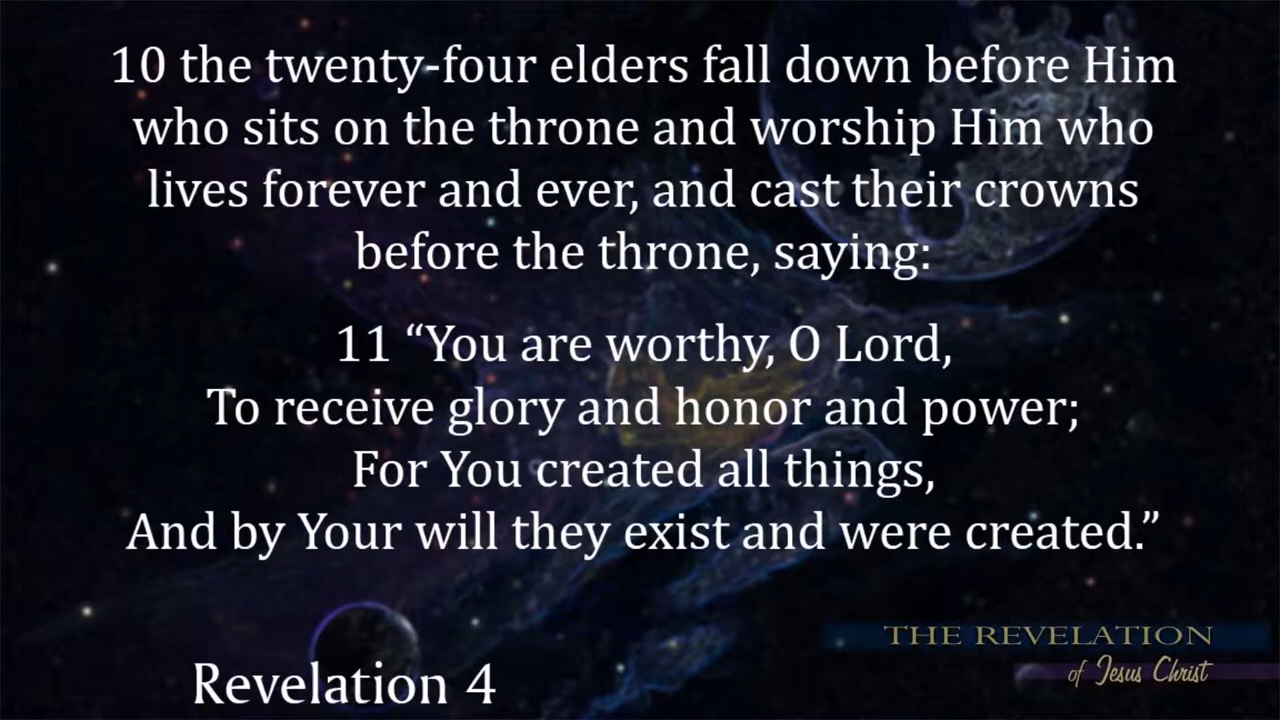 10 the twenty-four elders fall down before Him
who sits on the throne and worship Him who
lives forever and ever, and cast their crowns
before the throne, saying:
11 “You are worthy, O Lord,
To receive glory and honor and power;
For You created all things,
And by Your will they exist and were created.”
THE REVELATION
of Jesus Christ
Revelation 4